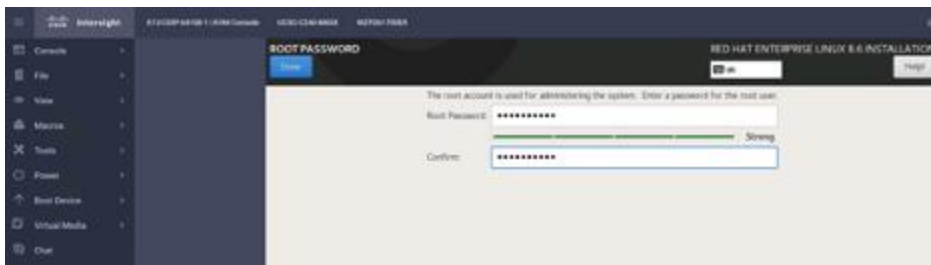 Intersight
KVM Console
Console
File
View
Macros
Tools
Power
Boot Device
Virtual Media
Chat
ROOT PASSWORD
RED HAT ENTERPRISE LINUX 8.6 INSTALLATION
Done
Help!
The root account is used for administering the system. Enter a password for the root user.
Root Password:
Strong
Confirm: